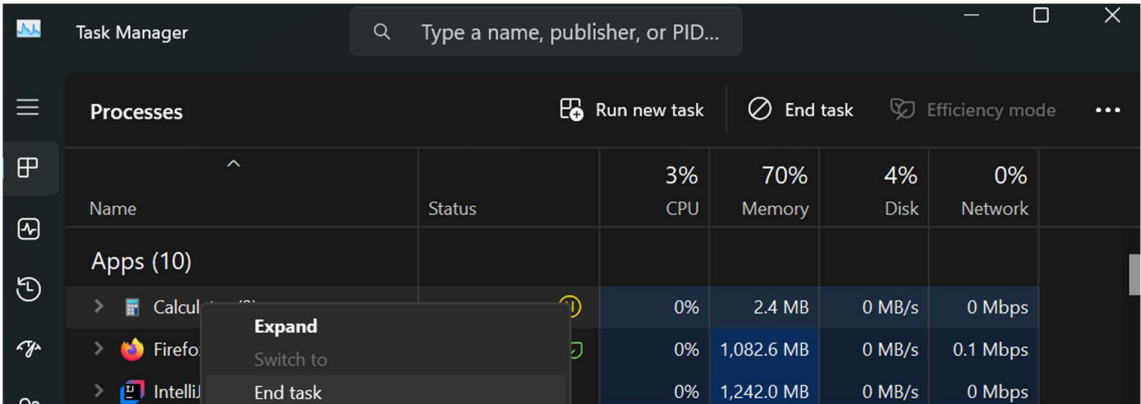 Task Manager
Type a name, publisher, or PID...
Processes
Run new task
End task
Efficiency mode
3% 70% 4% 0%
Name Status CPU Memory Disk Network
Apps (10)
0% 2.4 MB 0 MB/s 0 Mbps
Expand
0% 1,082.6 MB 0 MB/s 0.1 Mbps
Switch to
0% 1,242.0 MB 0 MB/s 0 Mbps
End task